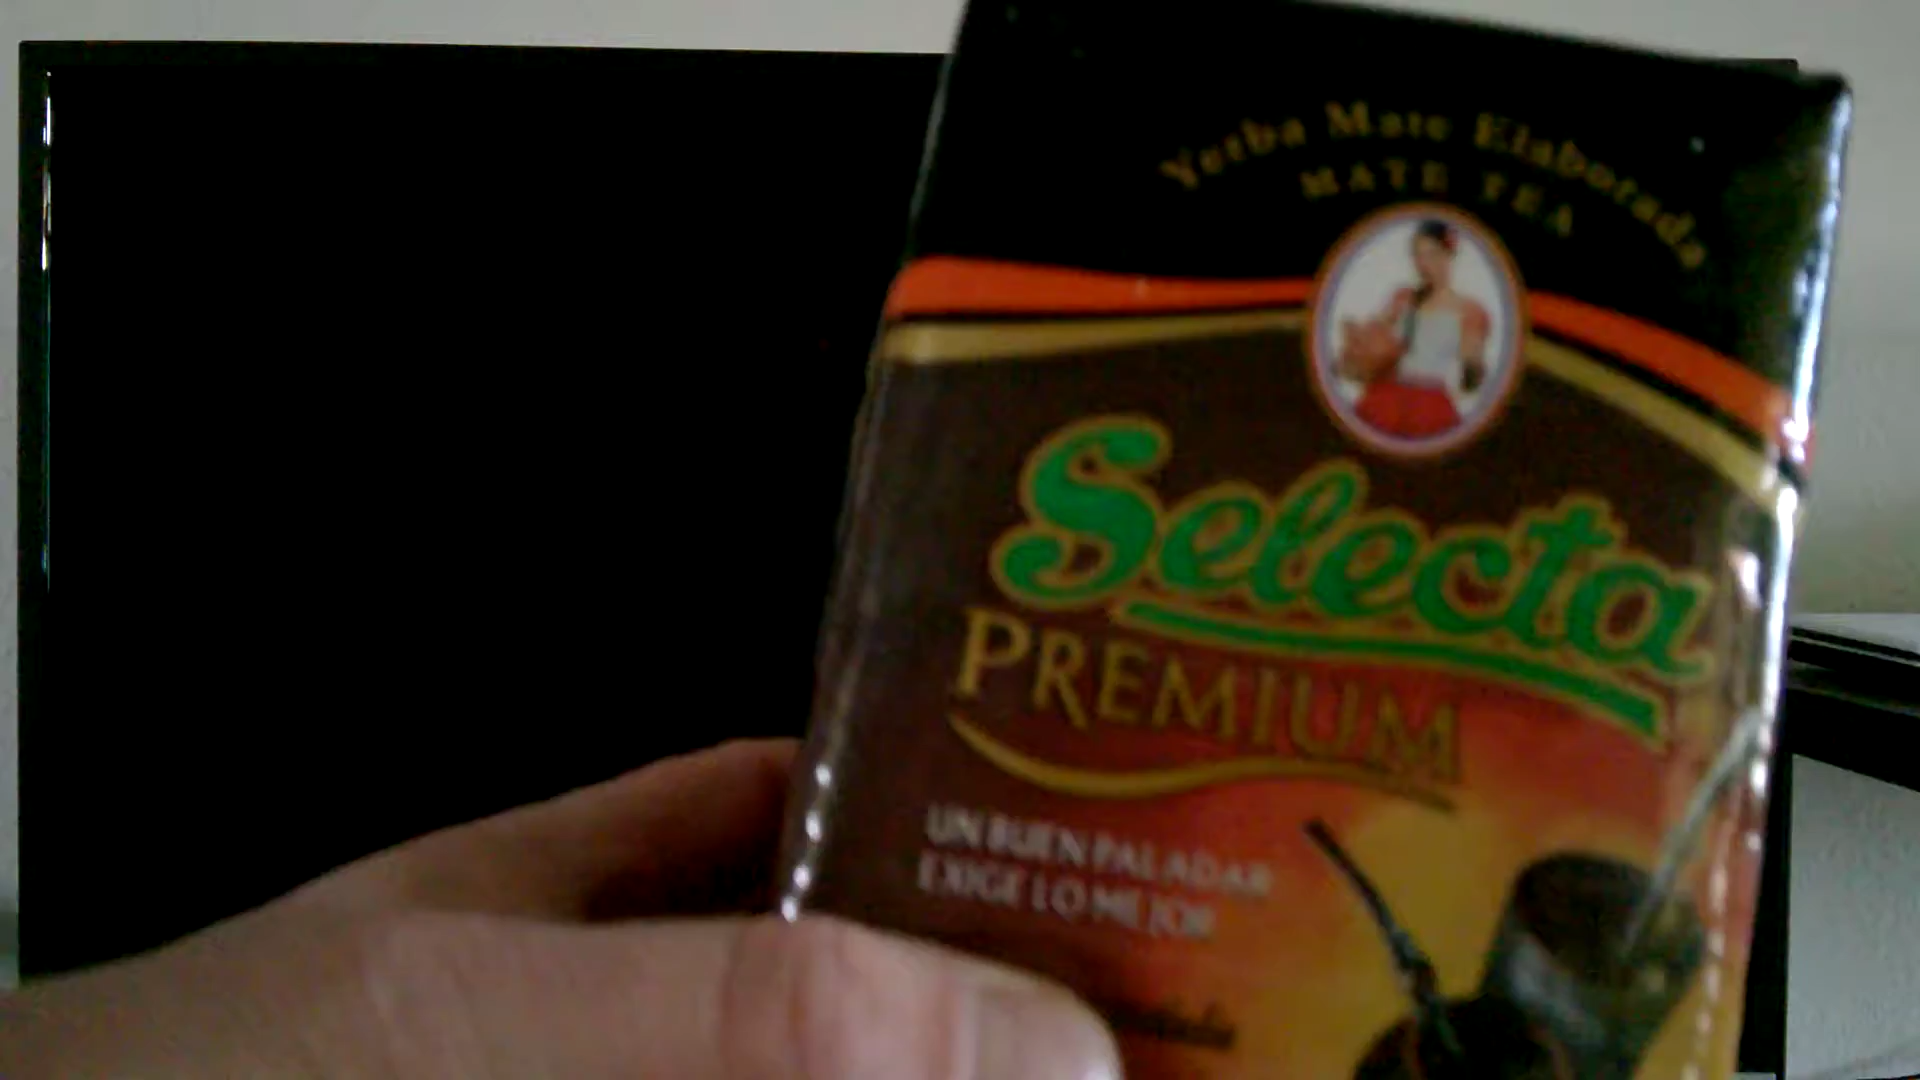 Yerba Mate Elaborada
MATE TEA
Selecta
PREMIUM
UN BUEN PALADAR
EXIGE LO MEJOR